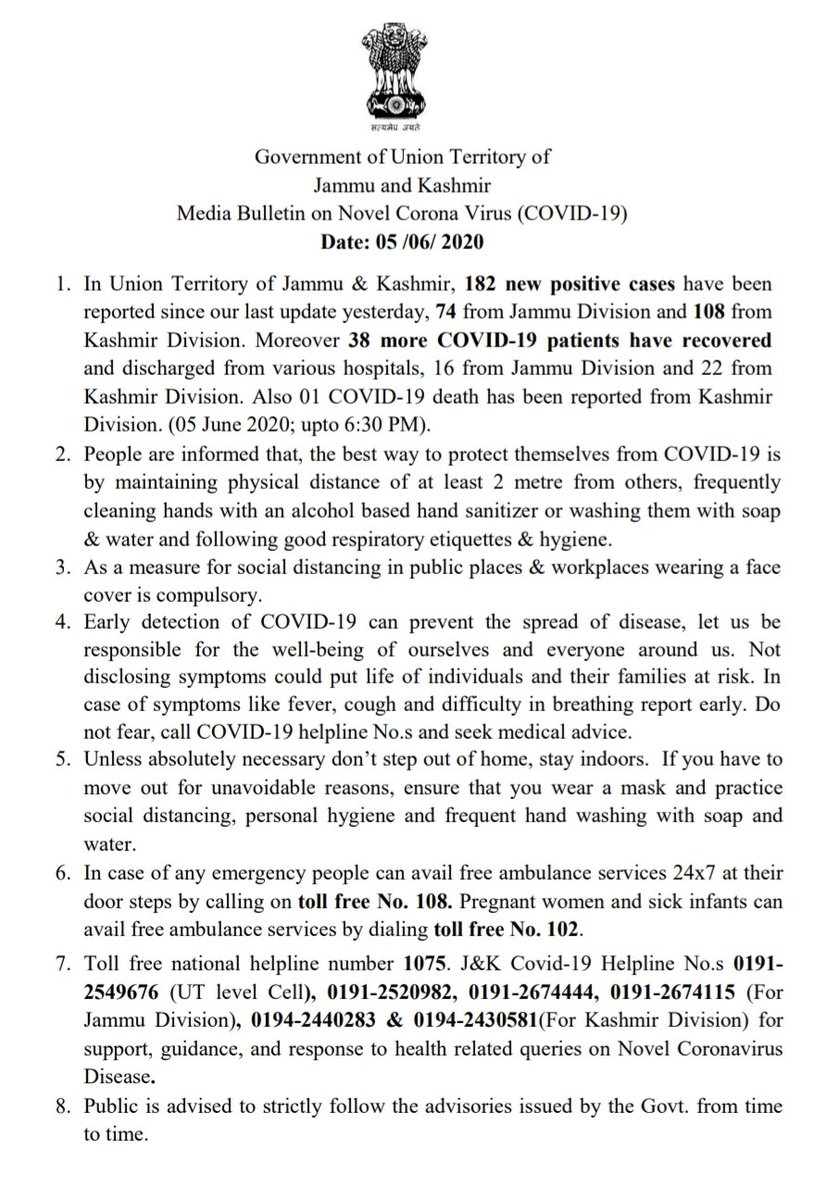 सत्यमेव जयते
Government of Union Territory of
Jammu and Kashmir
Media Bulletin on Novel Corona Virus (COVID-19)
Date: 05 /06/ 2020
1. In Union Territory of Jammu & Kashmir, 182 new positive cases have been
reported since our last update yesterday, 74 from Jammu Division and 108 from
Kashmir Division. Moreover 38 more COVID-19 patients have recovered
and discharged from various hospitals, 16 from Jammu Division and 22 from
Kashmir Division. Also 01 COVID-19 death has been reported from Kashmir
Division. (05 June 2020; upto 6:30 PM).
2. People are informed that, the best way to protect themselves from COVID-19 is
by maintaining physical distance of at least 2 metre from others, frequently
cleaning hands with an alcohol based hand sanitizer or washing them with soap
& water and following good respiratory etiquettes & hygiene.
3. As a measure for social distancing in public places & workplaces wearing a face
cover is compulsory.
4. Early detection of COVID-19 can prevent the spread of disease, let us be
responsible for the well-being of ourselves and everyone around us. Not
disclosing symptoms could put life of individuals and their families at risk. In
case of symptoms like fever, cough and difficulty in breathing report early. Do
not fear, call COVID-19 helpline No.s and seek medical advice.
5. Unless absolutely necessary don’t step out of home, stay indoors. If you have to
move out for unavoidable reasons, ensure that you wear a mask and practice
social distancing, personal hygiene and frequent hand washing with soap and
water.
6. In case of any emergency people can avail free ambulance services 24x7 at their
door steps by calling on toll free No. 108. Pregnant women and sick infants can
avail free ambulance services by dialing toll free No. 102.
7. Toll free national helpline number 1075. J&K Covid-19 Helpline No.s 0191-
2549676 (UT level Cell), 0191-2520982, 0191-2674444, 0191-2674115 (For
Jammu Division), 0194-2440283 & 0194-2430581(For Kashmir Division) for
support, guidance, and response to health related queries on Novel Coronavirus
Disease.
8. Public is advised to strictly follow the advisories issued by the Govt. from time
to time.